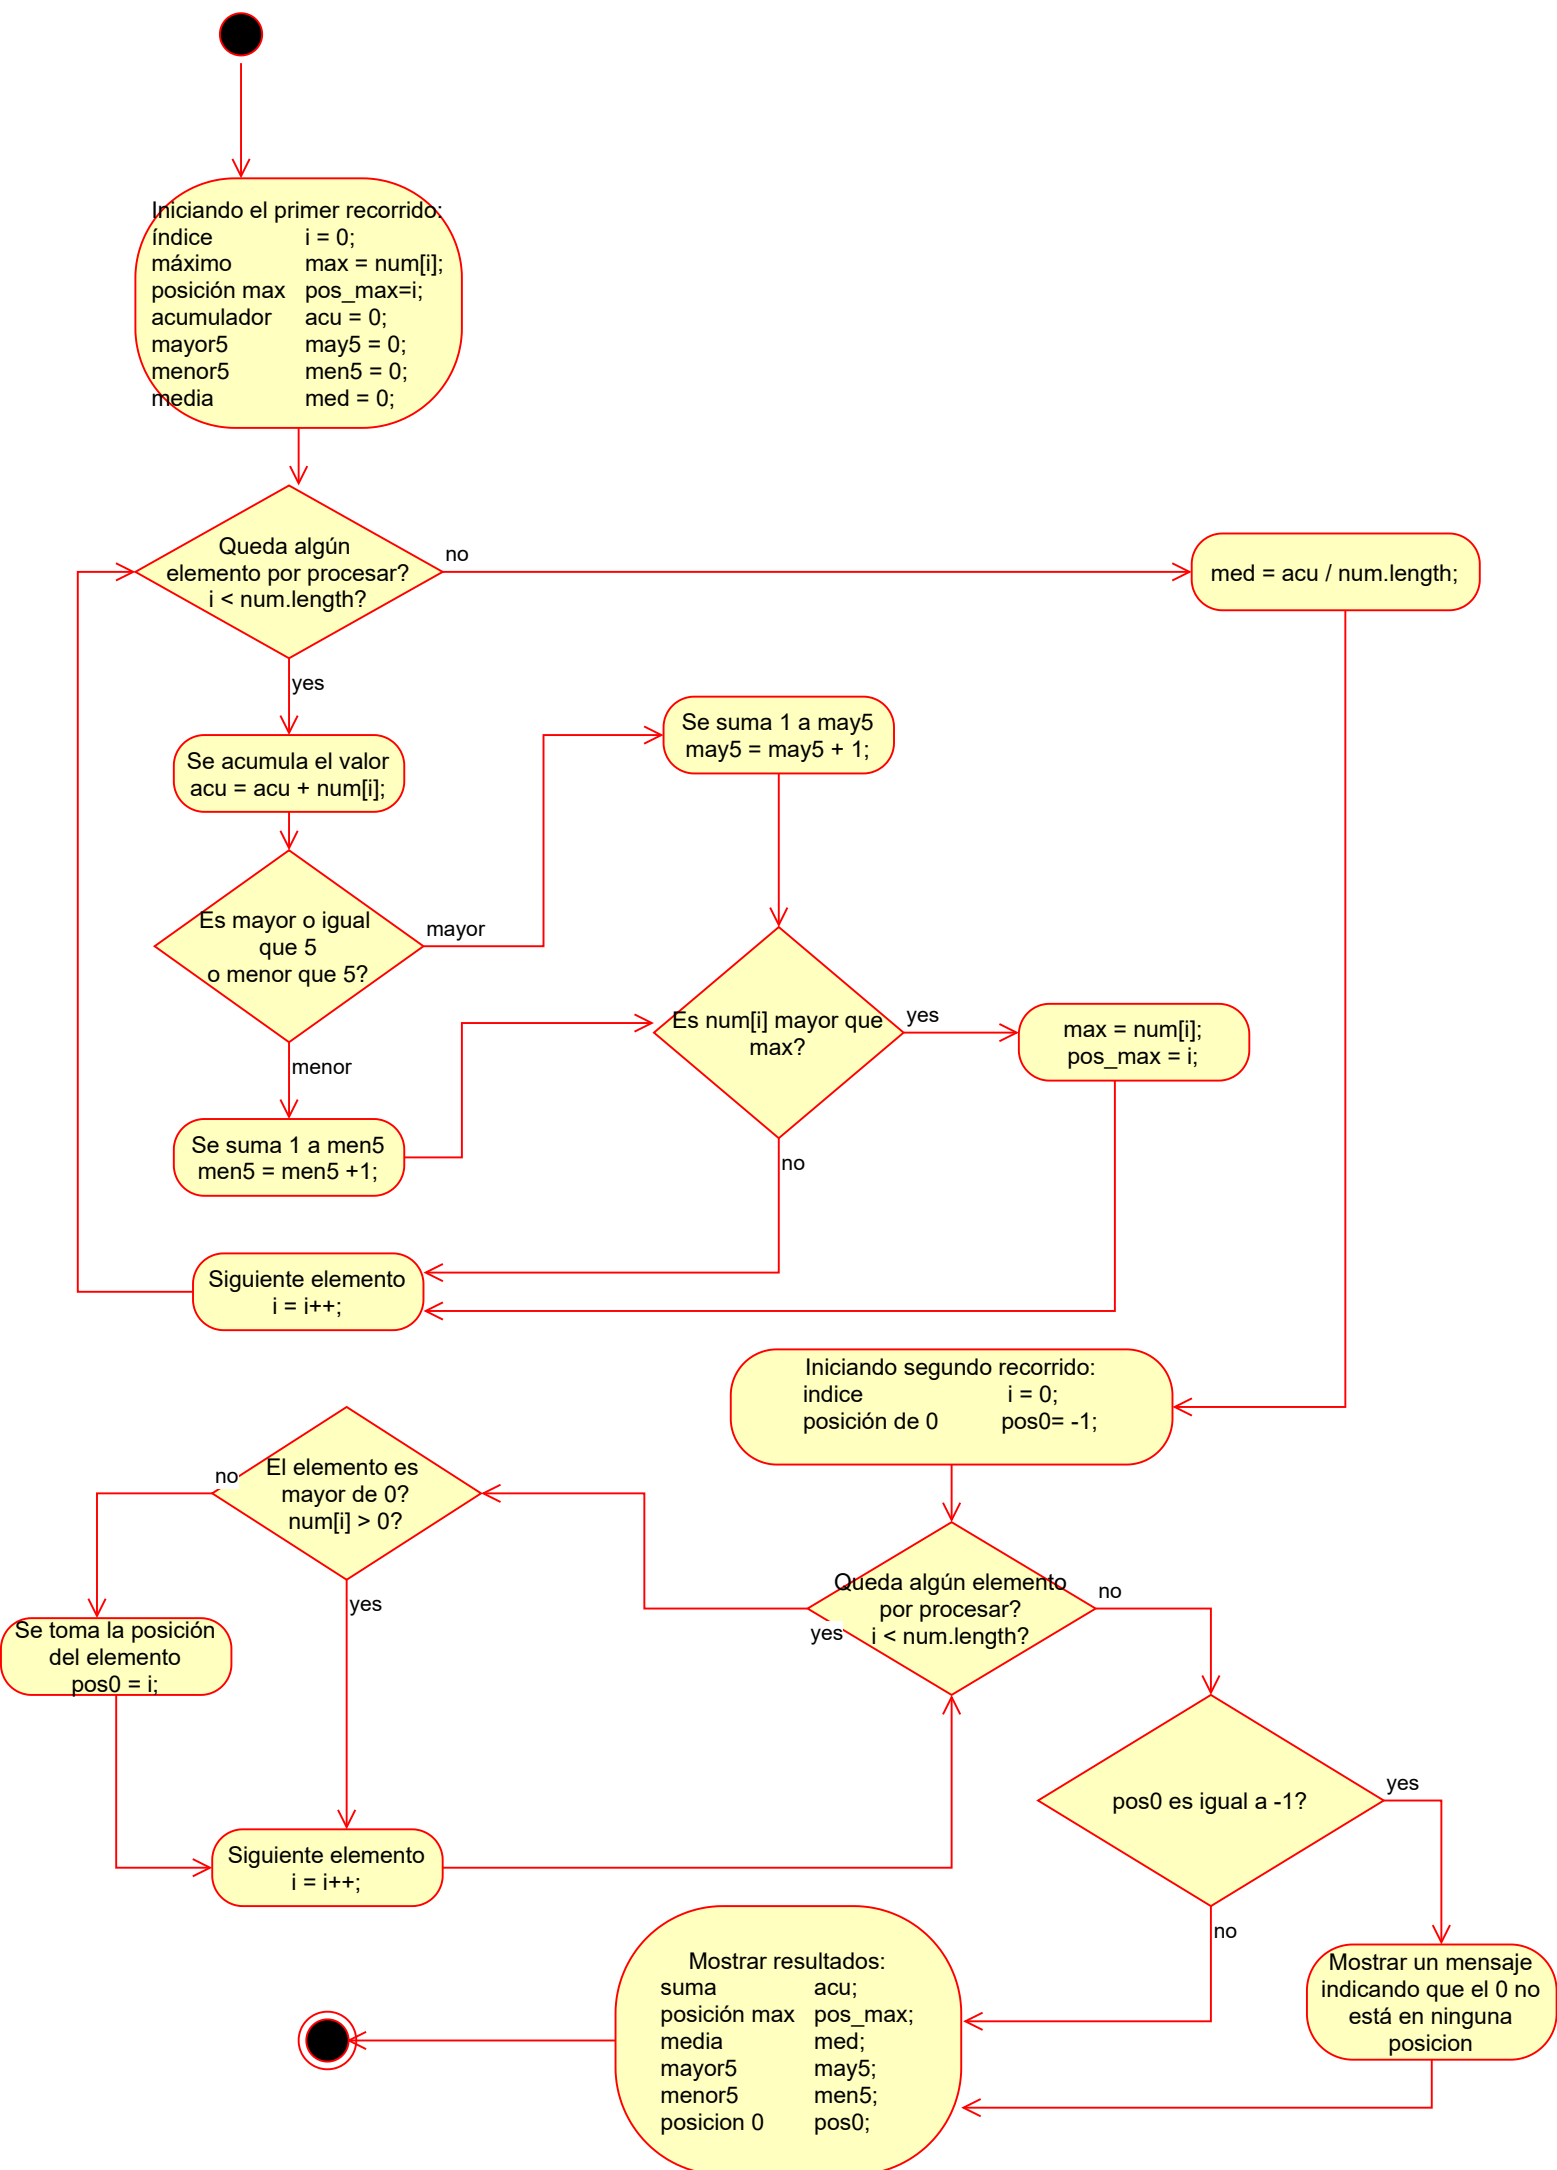 Iniciando el primer recorrido:
índice i = 0;
máximo max = num[i];
posición max pos_max=i;
acumulador acu = 0;
mayor5 may5 = 0;
menor5 men5 = 0;
media med = 0;
Queda algún
elemento por procesar?
i < num.length?
no
med = acu / num.length;
yes
Se acumula el valor
acu = acu + num[i];
Se suma 1 a may5
may5 = may5 + 1;
Es mayor o igual
que 5
o menor que 5?
mayor
menor
Es num[i] mayor que
max?
yes
max = num[i];
pos_max = i;
no
Se suma 1 a men5
men5 = men5 +1;
Siguiente elemento
i = i++;
Iniciando segundo recorrido:
indice i = 0;
posición de 0 pos0= -1;
El elemento es
mayor de 0?
num[i] > 0?
no
yes
Queda algún elemento
por procesar?
i < num.length?
yes
no
Se toma la posición
del elemento
pos0 = i;
Siguiente elemento
i = i++;
pos0 es igual a -1?
yes
no
Mostrar un mensaje
indicando que el 0 no
está en ninguna
posicion
Mostrar resultados:
suma acu;
posición max pos_max;
media med;
mayor5 may5;
menor5 men5;
posicion 0 pos0;